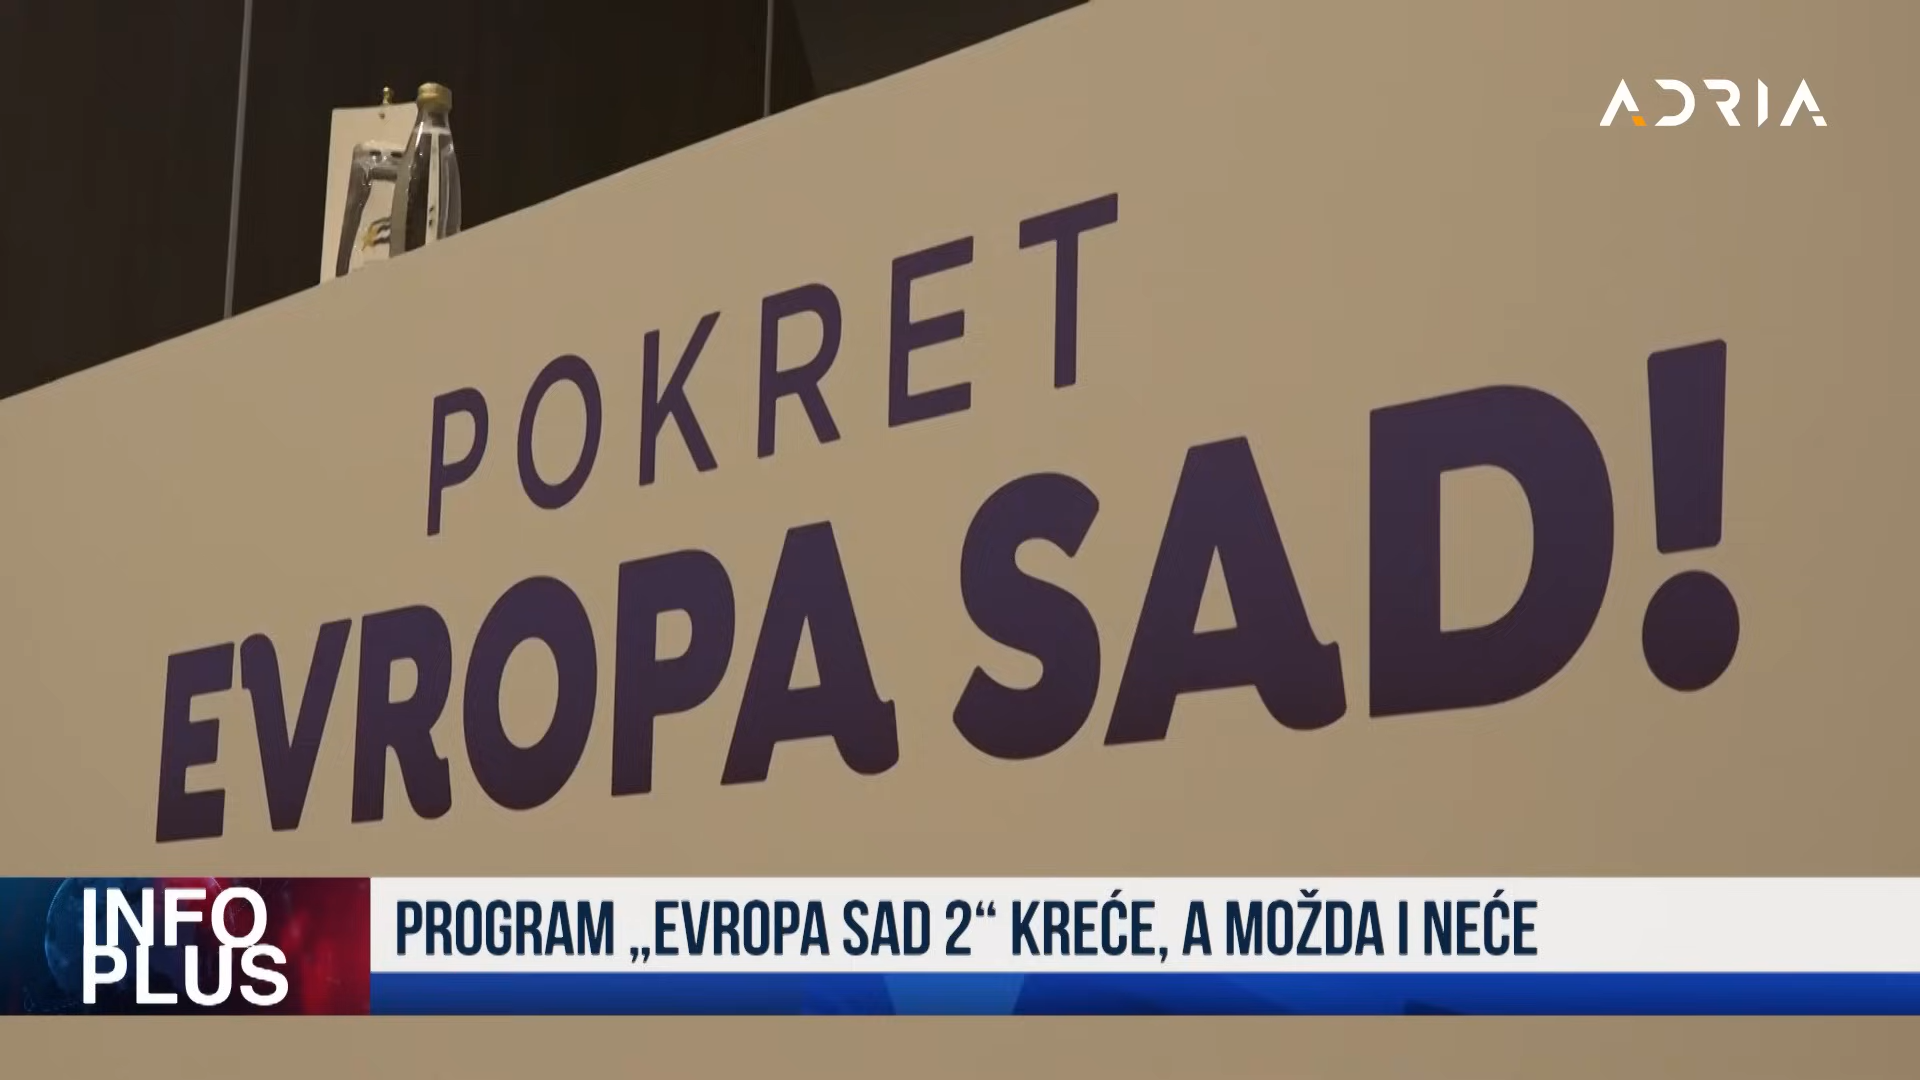 ADRIA
POKRET
EVROPA SAD!
INFO
PLUS
PROGRAM „EVROPA SAD 2“ KREĆE, A MOŽDA I NEĆE